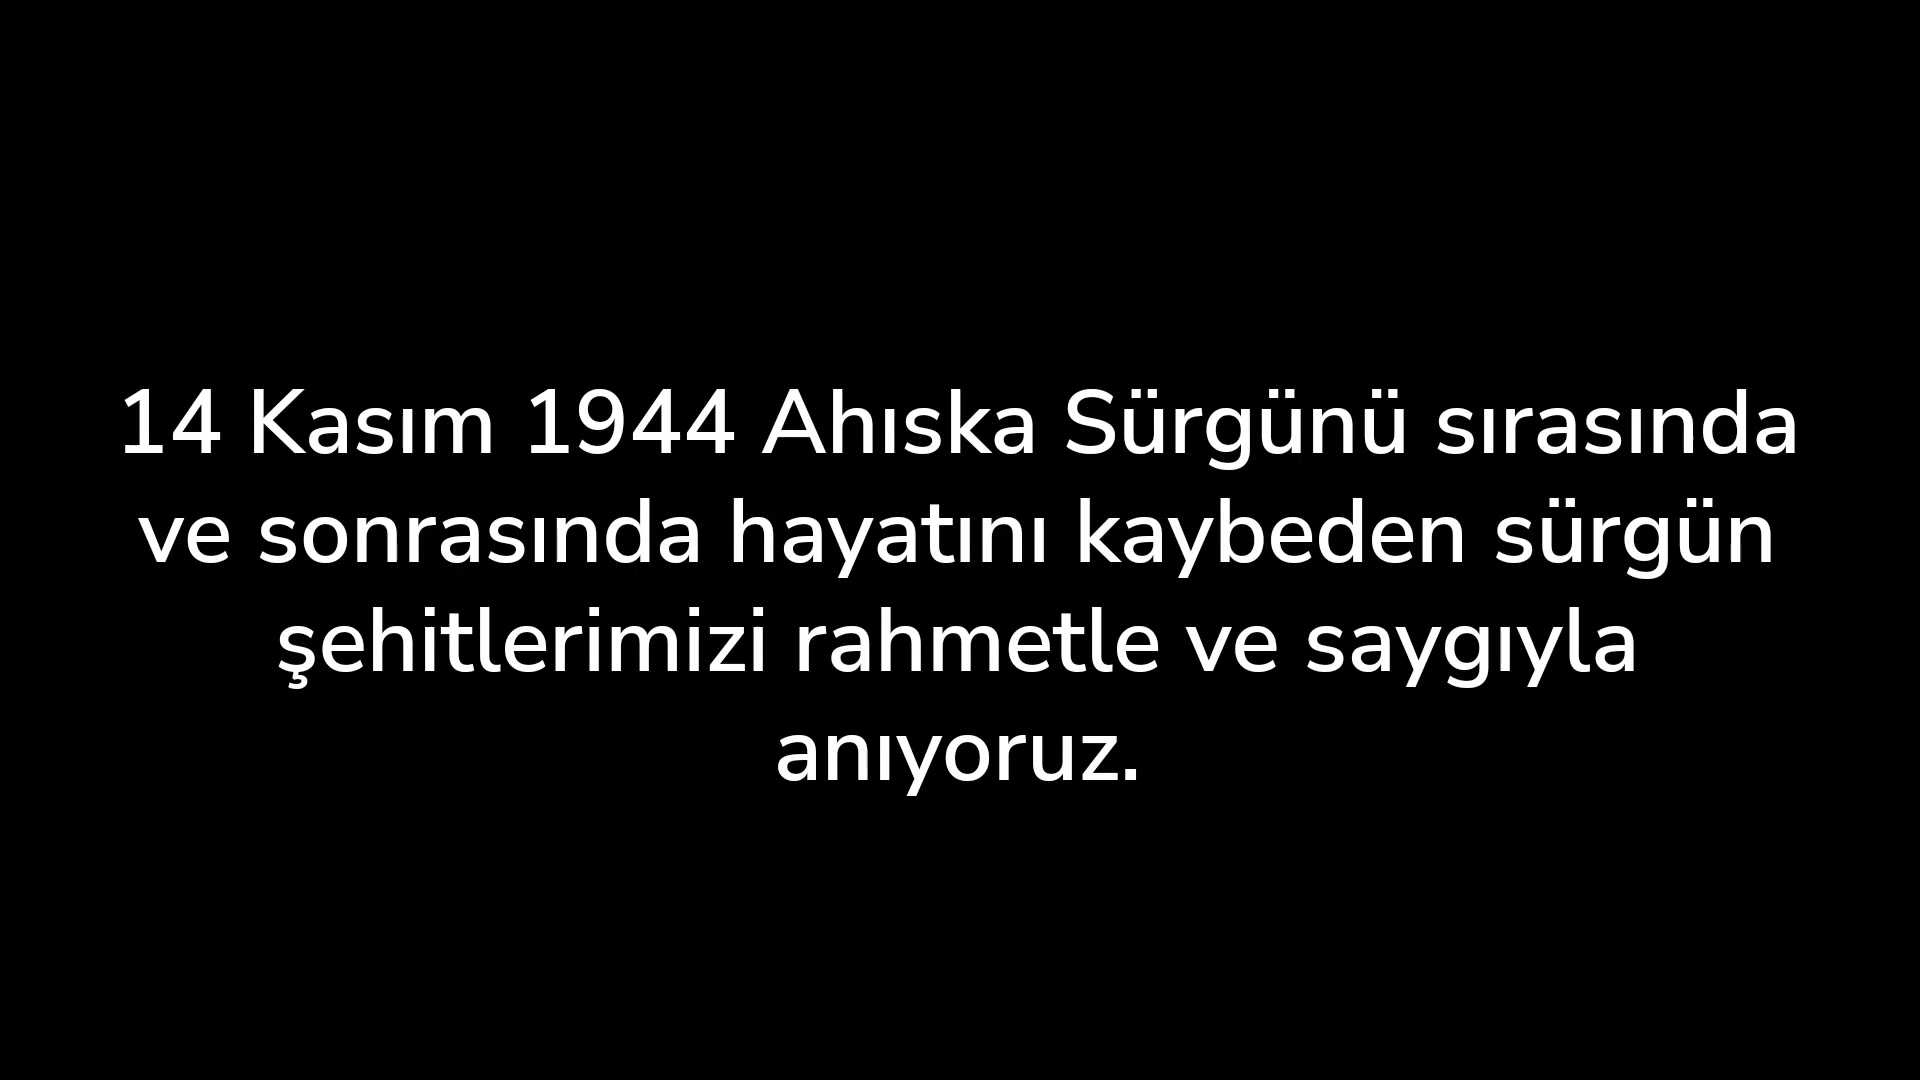 14 Kasım 1944 Ahıska Sürgünü sırasında
ve sonrasında hayatını kaybeden sürgün
şehitlerimizi rahmetle ve saygıyla
anıyoruz.